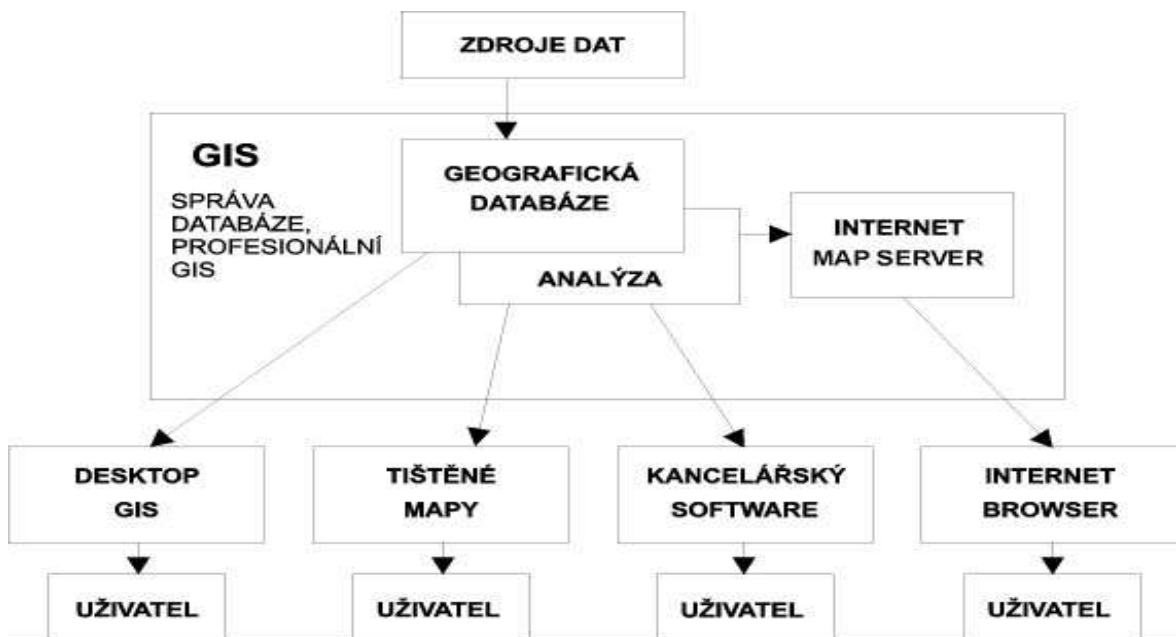 ZDROJE DAT
GIS
SPRÁVA
DATABÁZE,
PROFESIONÁLNÍ
GIS
GEOGRAFICKÁ
DATABÁZE
ANALÝZA
INTERNET
MAP SERVER
DESKTOP
GIS
TIŠTĚNÉ
MAPY
KANCELÁŘSKÝ
SOFTWARE
INTERNET
BROWSER
UŽIVATEL
UŽIVATEL
UŽIVATEL
UŽIVATEL